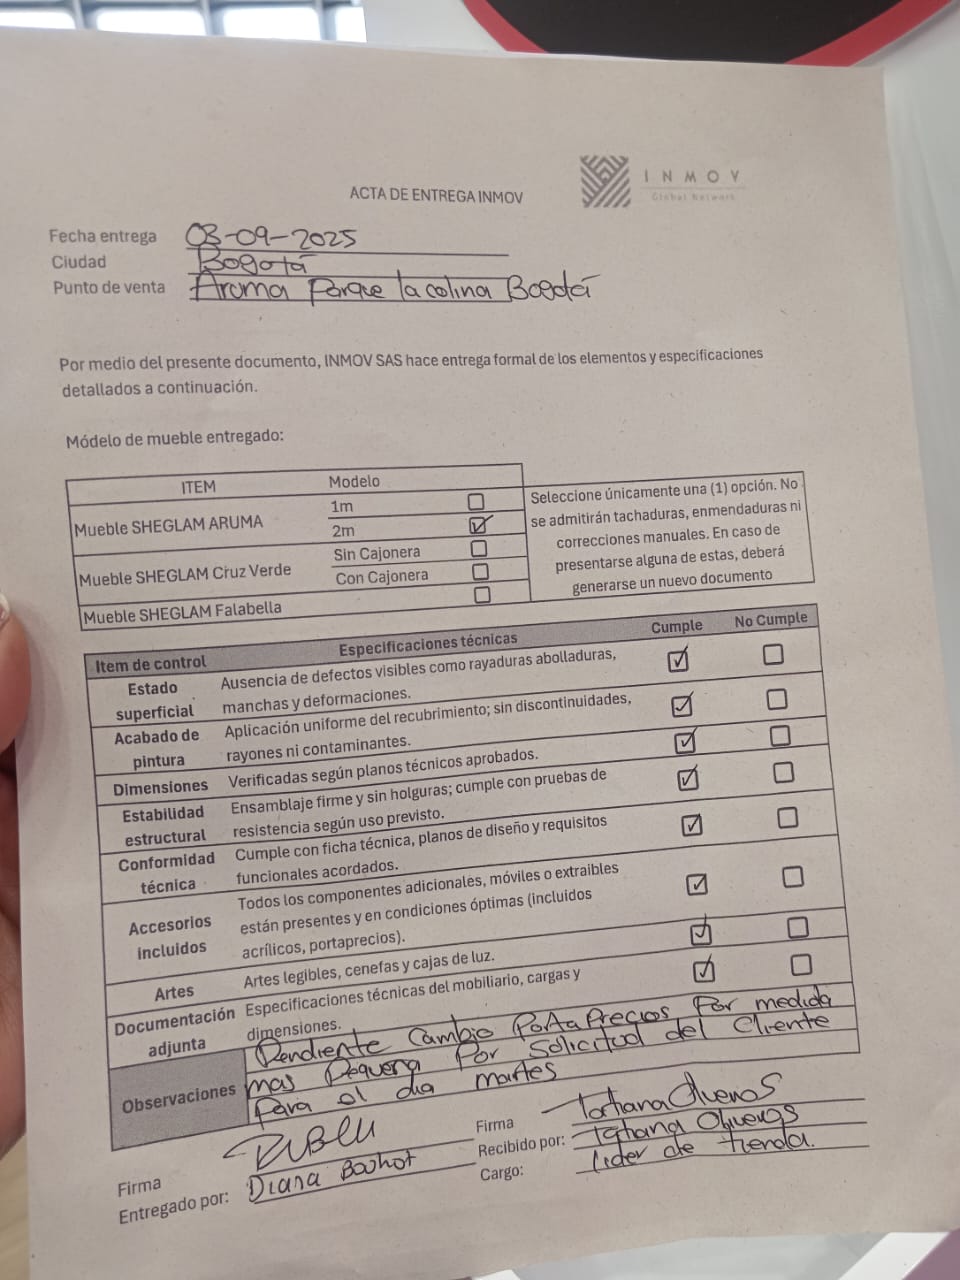 INMOV
Global Network
ACTA DE ENTREGA INMOV
Fecha entrega 03-09-2025
Ciudad Bogotá
Punto de venta Aroma Parque la colina Bogotá
Por medio del presente documento, INMOV SAS hace entrega formal de los elementos y especificaciones
detallados a continuación.
Módelo de mueble entregado:
ITEM Modelo
Mueble SHEGLAM ARUMA
1m
2m
Mueble SHEGLAM Cruz Verde
Sin Cajonera
Con Cajonera
Mueble SHEGLAM Falabella
Seleccione únicamente una (1) opción. No
se admitirán tachaduras, enmendaduras ni
correcciones manuales. En caso de
presentarse alguna de estas, deberá
generarse un nuevo documento
Item de control Especificaciones técnicas Cumple No Cumple
Estado
superficial
Ausencia de defectos visibles como rayaduras abolladuras,
manchas y deformaciones.
Acabado de
pintura
Aplicación uniforme del recubrimiento; sin discontinuidades,
rayones ni contaminantes.
Dimensiones Verificadas según planos técnicos aprobados.
Estabilidad
estructural
Ensamblaje firme y sin holguras; cumple con pruebas de
resistencia según uso previsto.
Conformidad
técnica
Cumple con ficha técnica, planos de diseño y requisitos
funcionales acordados.
Accesorios
incluidos
Todos los componentes adicionales, móviles o extraibles
están presentes y en condiciones óptimas (incluidos
acrílicos, portaprecios).
Artes Artes legibles, cenefas y cajas de luz.
Documentación
adjunta
Especificaciones técnicas del mobiliario, cargas y
dimensiones.
Observaciones
Pendiente Cambio PortaPrecios Por medida
mas Pequeña Por Solicitud del Cliente
Para el dia martes
Firma
Entregado por: Diana
Firma Tatiana Oliveros
Recibido por: Tatiana Oliveros
Cargo: lider de tienda.